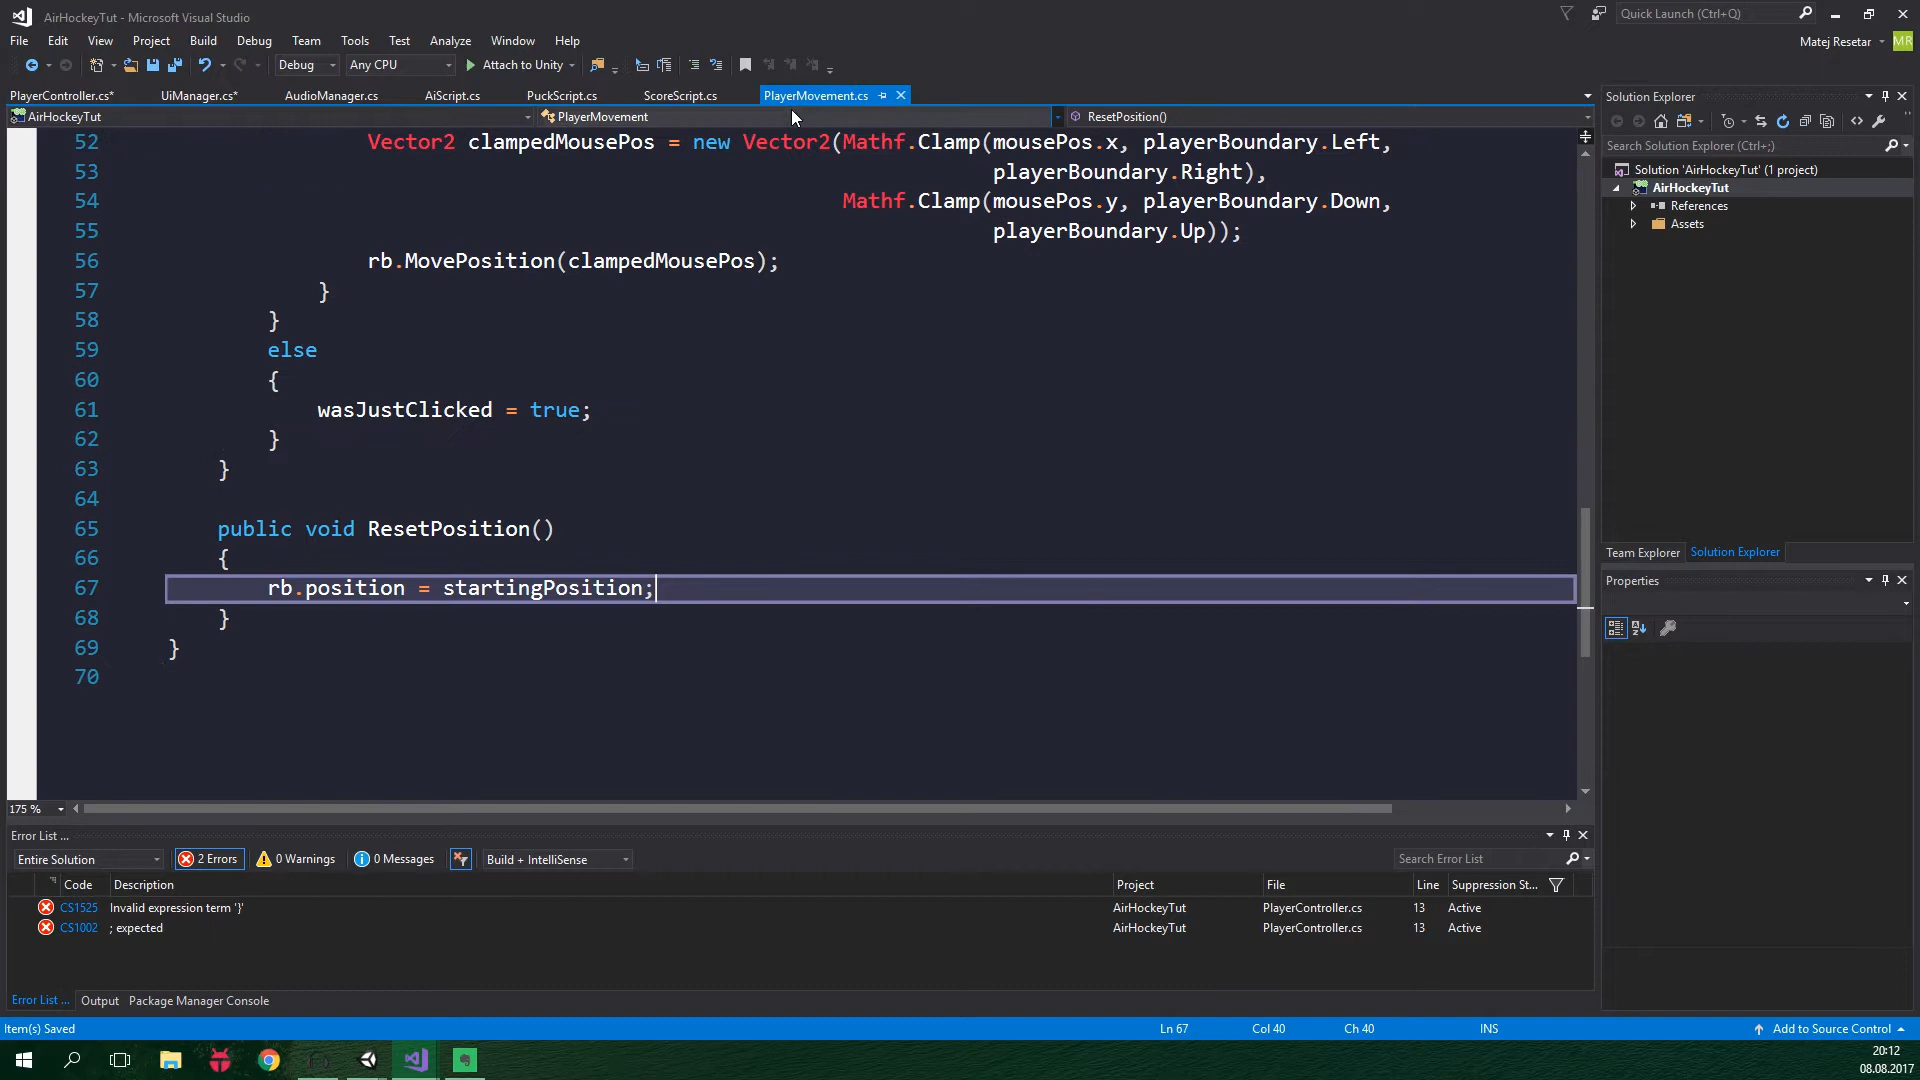 AirHockeyTut - Microsoft Visual Studio
Quick Launch (Ctrl+Q)
File Edit View Project Build Debug Team Tools Test Analyze Window Help
Matej Resetar MR
Debug Any CPU Attach to Unity
PlayerController.cs* UiManager.cs* AudioManager.cs AiScript.cs PuckScript.cs ScoreScript.cs PlayerMovement.cs
AirHockeyTut PlayerMovement ResetPosition()
52 Vector2 clampedMousePos = new Vector2(Mathf.Clamp(mousePos.x, playerBoundary.Left,
53 playerBoundary.Right),
54 Mathf.Clamp(mousePos.y, playerBoundary.Down,
55 playerBoundary.Up));
56 rb.MovePosition(clampedMousePos);
57 }
58 }
59 else
60 {
61 wasJustClicked = true;
62 }
63 }
64
65 public void ResetPosition()
66 {
67 rb.position = startingPosition;
68 }
69 }
70
175 %
Solution Explorer
Search Solution Explorer (Ctrl+;)
Solution 'AirHockeyTut' (1 project)
AirHockeyTut
References
Assets
Team Explorer Solution Explorer
Properties
Error List ...
Entire Solution 2 Errors 0 Warnings 0 Messages Build + IntelliSense Search Error List
Code Description Project File Line Suppression St...
CS1525 Invalid expression term '}' AirHockeyTut PlayerController.cs 13 Active
CS1002 ; expected AirHockeyTut PlayerController.cs 13 Active
Error List ... Output Package Manager Console
Item(s) Saved Ln 67 Col 40 Ch 40 INS Add to Source Control
20:12
08.08.2017